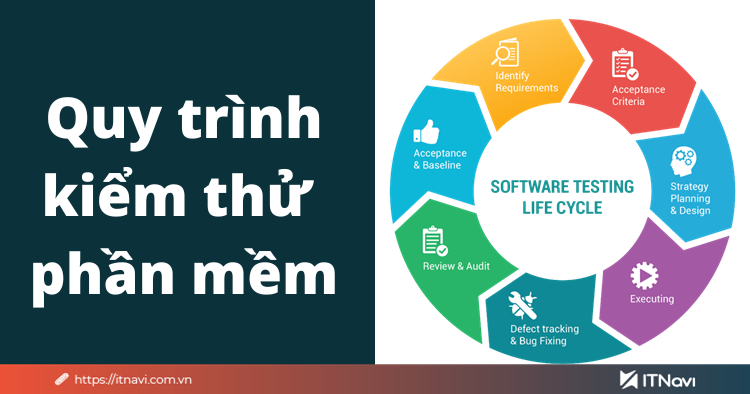 Quy trình
kiểm thử
phần mềm
Identify
Requirements
Acceptance
Criteria
Strategy
Planning
& Design
Executing
Defect tracking
& Bug Fixing
Review & Audit
Acceptance
& Baseline
SOFTWARE TESTING
LIFE CYCLE
https://itnavi.com.vn
ITNavi